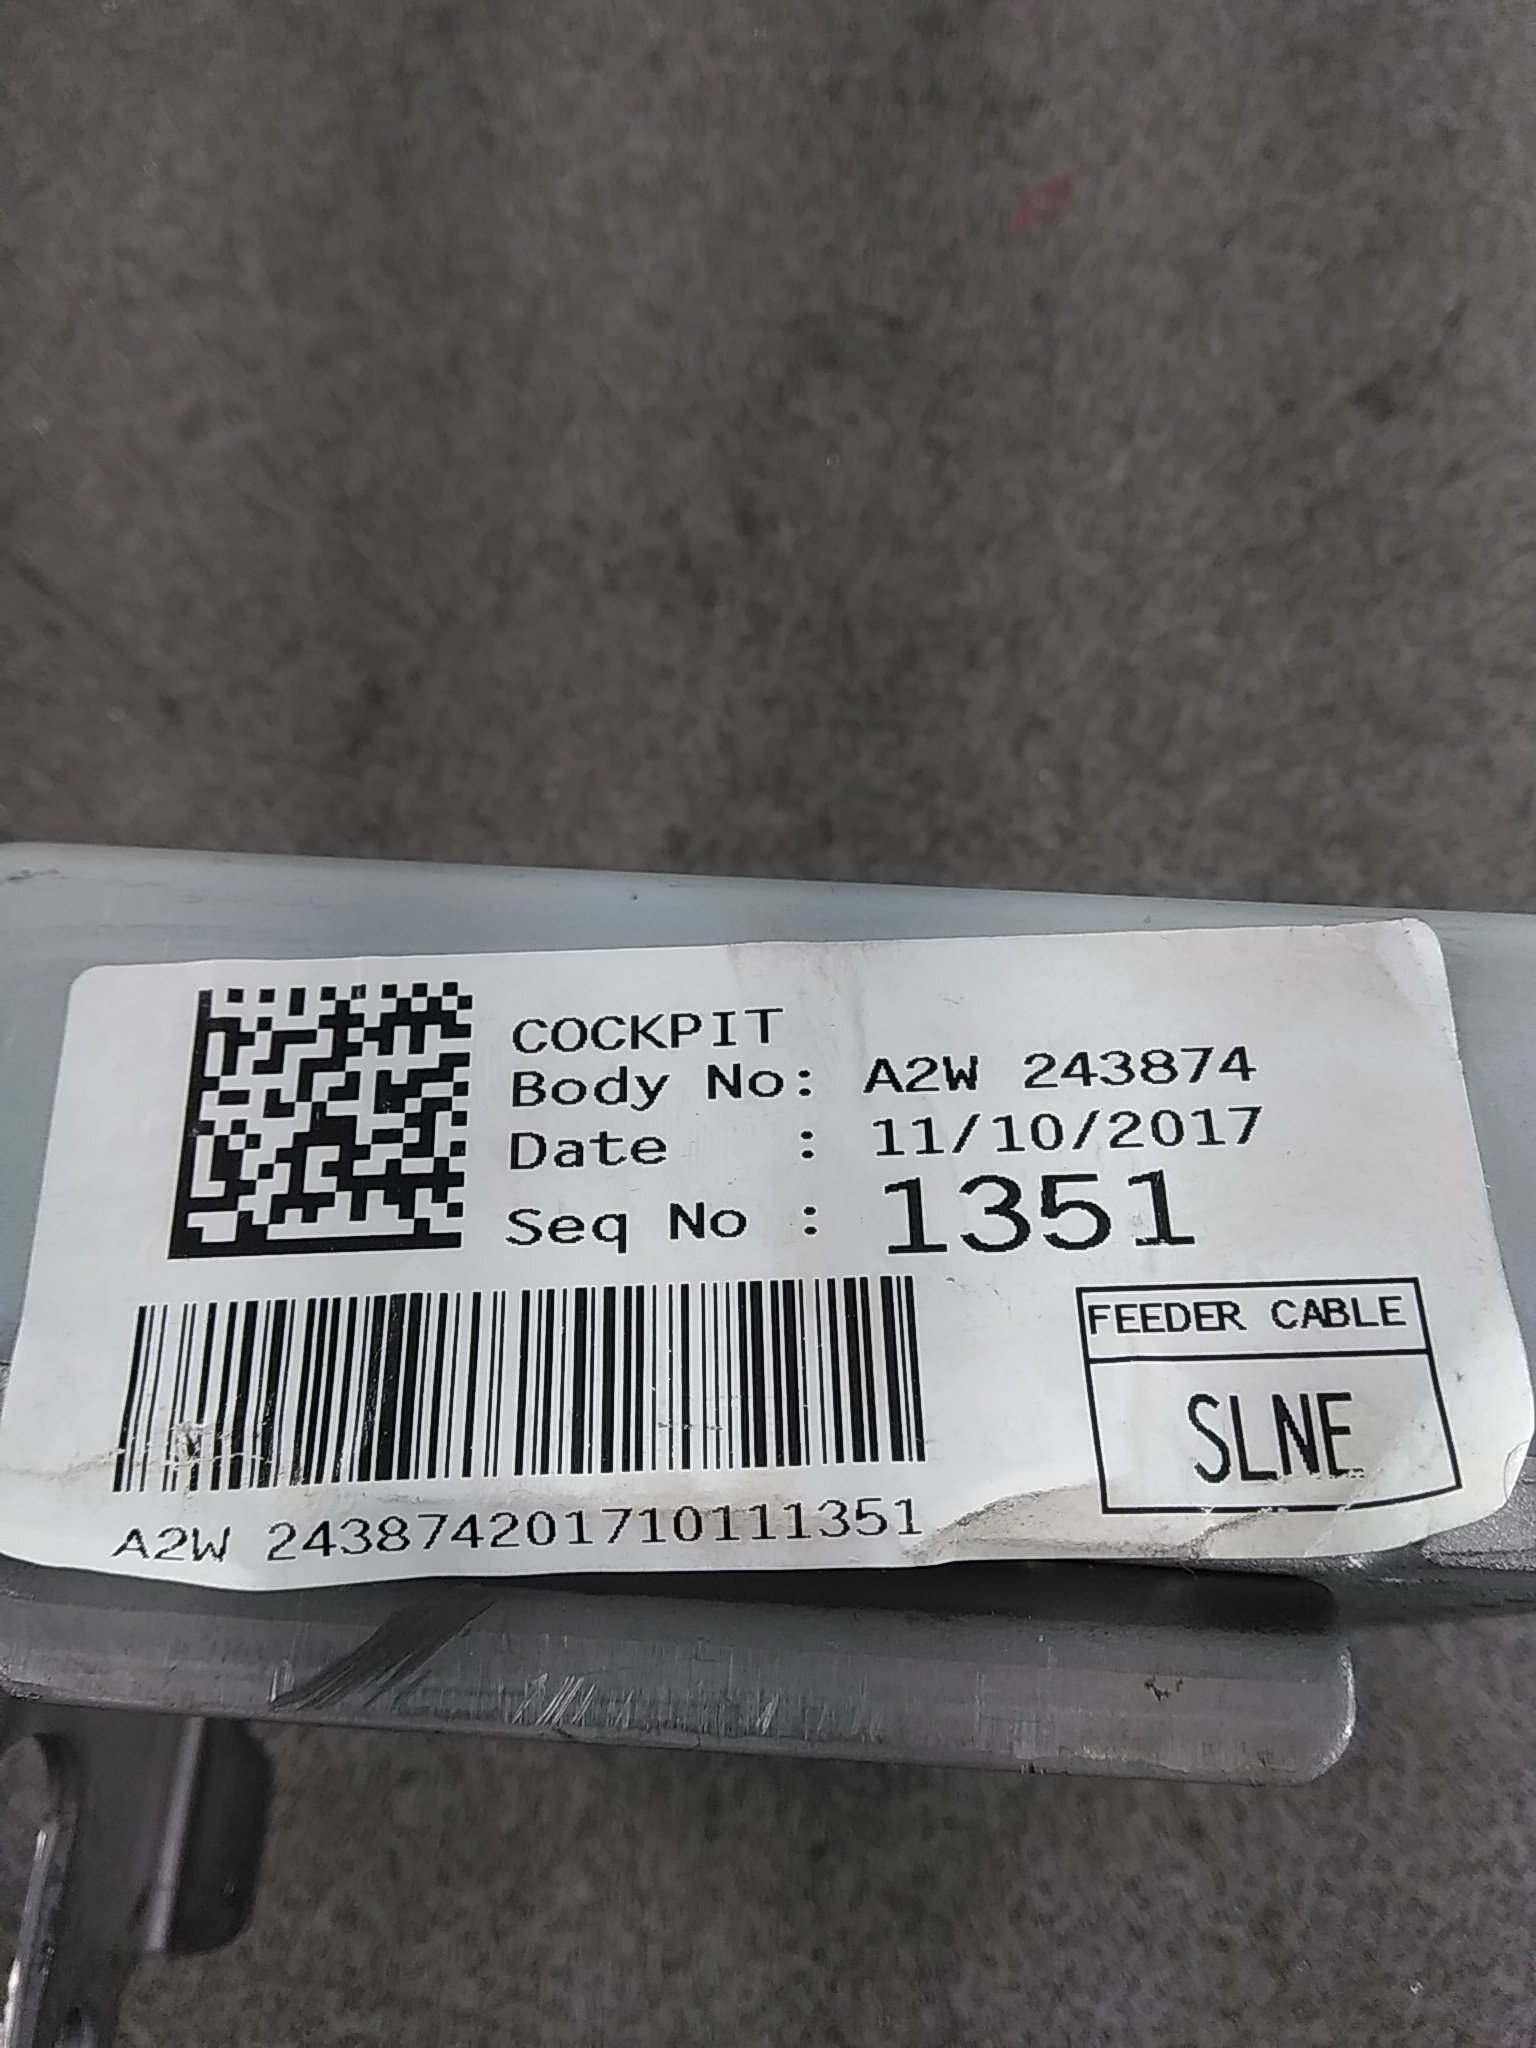 COCKPIT
Body No: A2W 243874
Date : 11/10/2017
Seq No : 1351
FEEDER CABLE
SLNE
A2W 243874201710111351